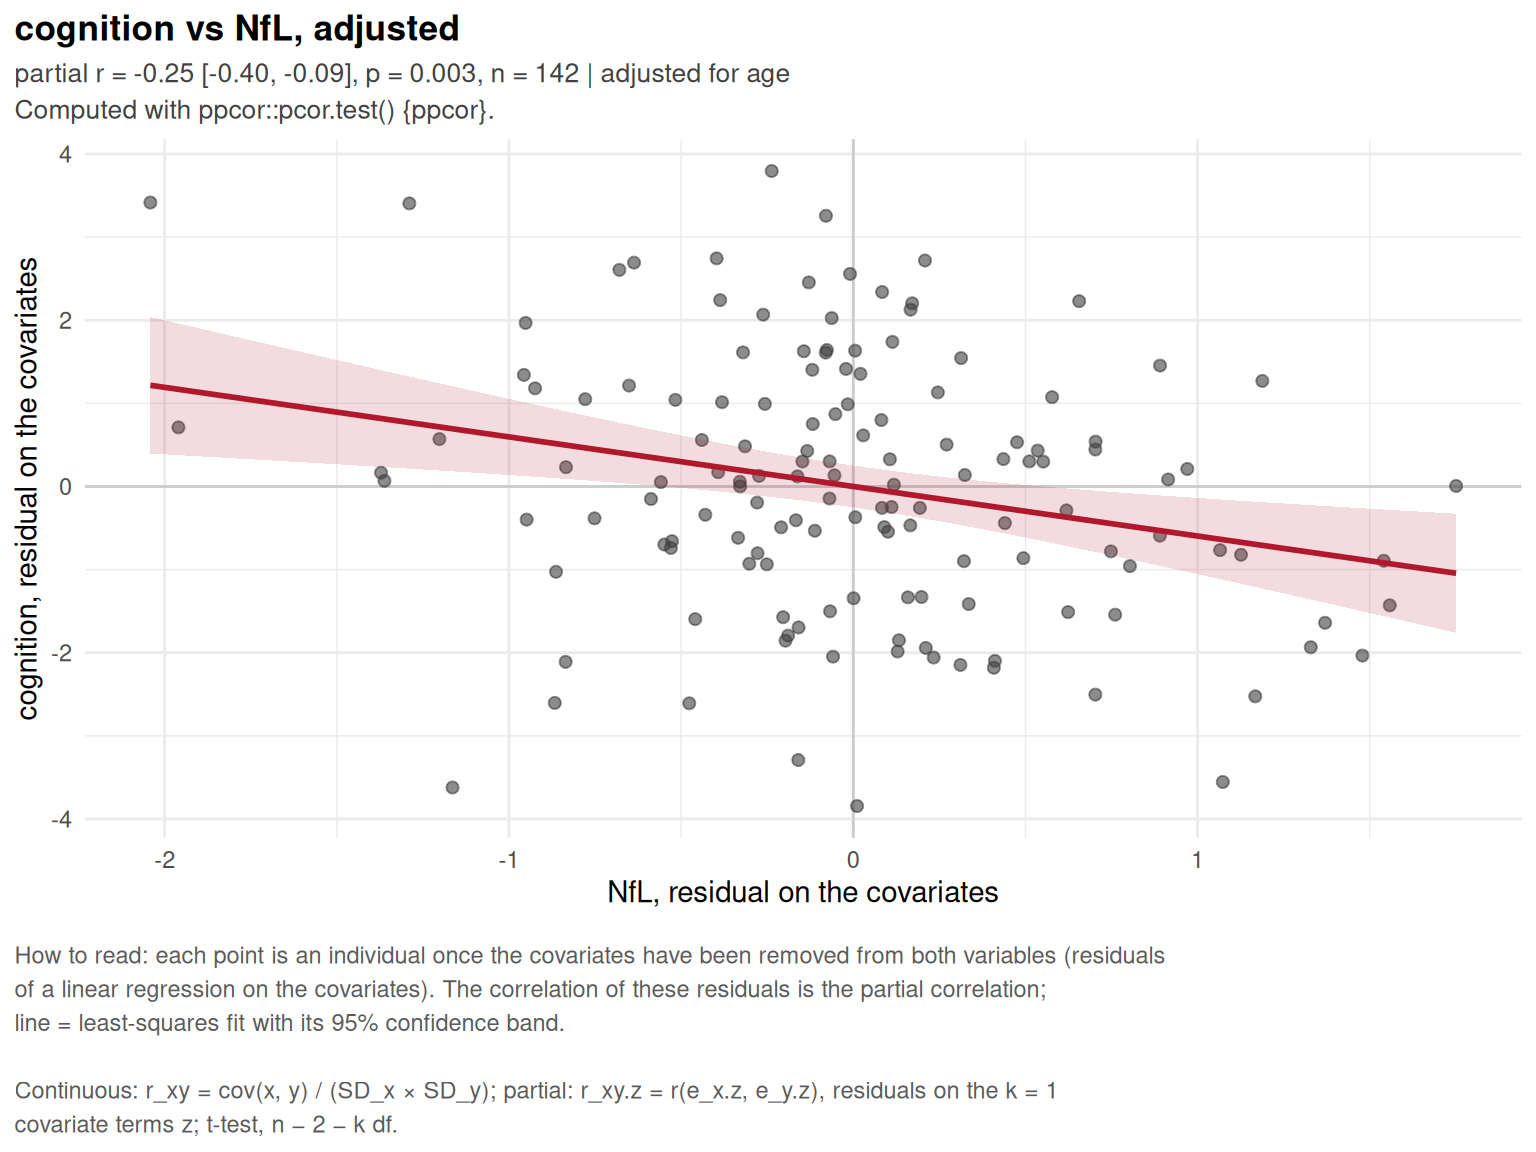 cognition vs NfL, adjusted
partial r = -0.25 [-0.40, -0.09], p = 0.003, n = 142 | adjusted for age
Computed with ppcor::pcor.test() {ppcor}.
cognition, residual on the covariates
4
2
0
-2
-4
-2
-1
0
1
NfL, residual on the covariates
How to read: each point is an individual once the covariates have been removed from both variables (residuals
of a linear regression on the covariates). The correlation of these residuals is the partial correlation;
line = least-squares fit with its 95% confidence band.
Continuous: r_xy = cov(x, y) / (SD_x × SD_y); partial: r_xy.z = r(e_x.z, e_y.z), residuals on the k = 1
covariate terms z; t-test, n − 2 − k df.